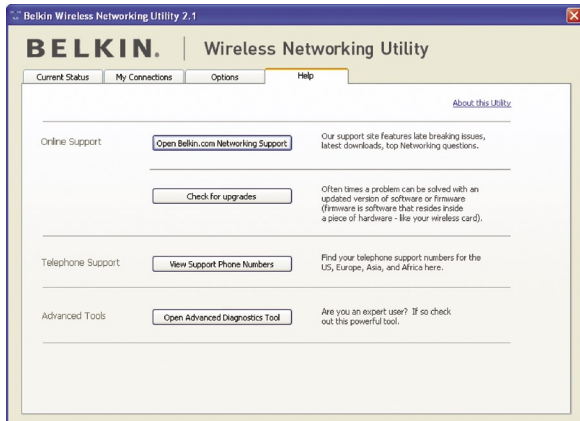 Belkin Wireless Networking Utility 2.1
BELKIN. | Wireless Networking Utility
Current Status My Connections Options Help
About this Utility
Online Support
Open Belkin.com Networking Support
Our support site features late breaking issues,
latest downloads, top Networking questions.
Check for upgrades
Often times a problem can be solved with an
updated version of software or firmware
(firmware is software that resides inside
a piece of hardware - like your wireless card).
Telephone Support
View Support Phone Numbers
Find your telephone support numbers for the
US, Europe, Asia, and Africa here.
Advanced Tools
Open Advanced Diagnostics Tool
Are you an expert user? If so check
out this powerful tool.